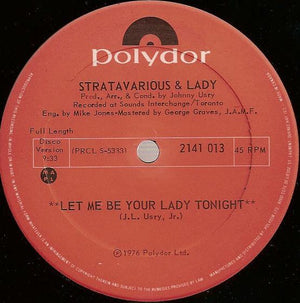 polydor
STRATAVARIOUS & LADY
Prod., Arr., & Cond. by Johnny Usry
Recorded at Sounds Interchange/Toronto
Eng. by Mike Jones-Mastered by George Graves, J.A.M.F.
Full Length
Disco Version 9:33
(PRCL S-5333)
2141 013
45 RPM
**LET ME BE YOUR LADY TONIGHT**
(J.L. Usry, Jr.)
℗1976 Polydor Ltd.